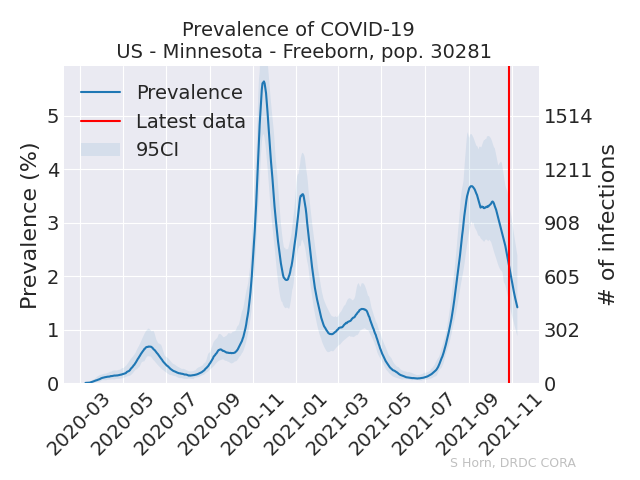 Prevalence of COVID-19
US - Minnesota - Freeborn, pop. 30281
Prevalence
Latest data
95CI
Prevalence (%)
5
4
3
2
1
0
1514
1211
908
605
302
0
# of infections
2020-03
2020-05
2020-07
2020-09
2020-11
2021-01
2021-03
2021-05
2021-07
2021-09
2021-11
S Horn, DRDC CORA